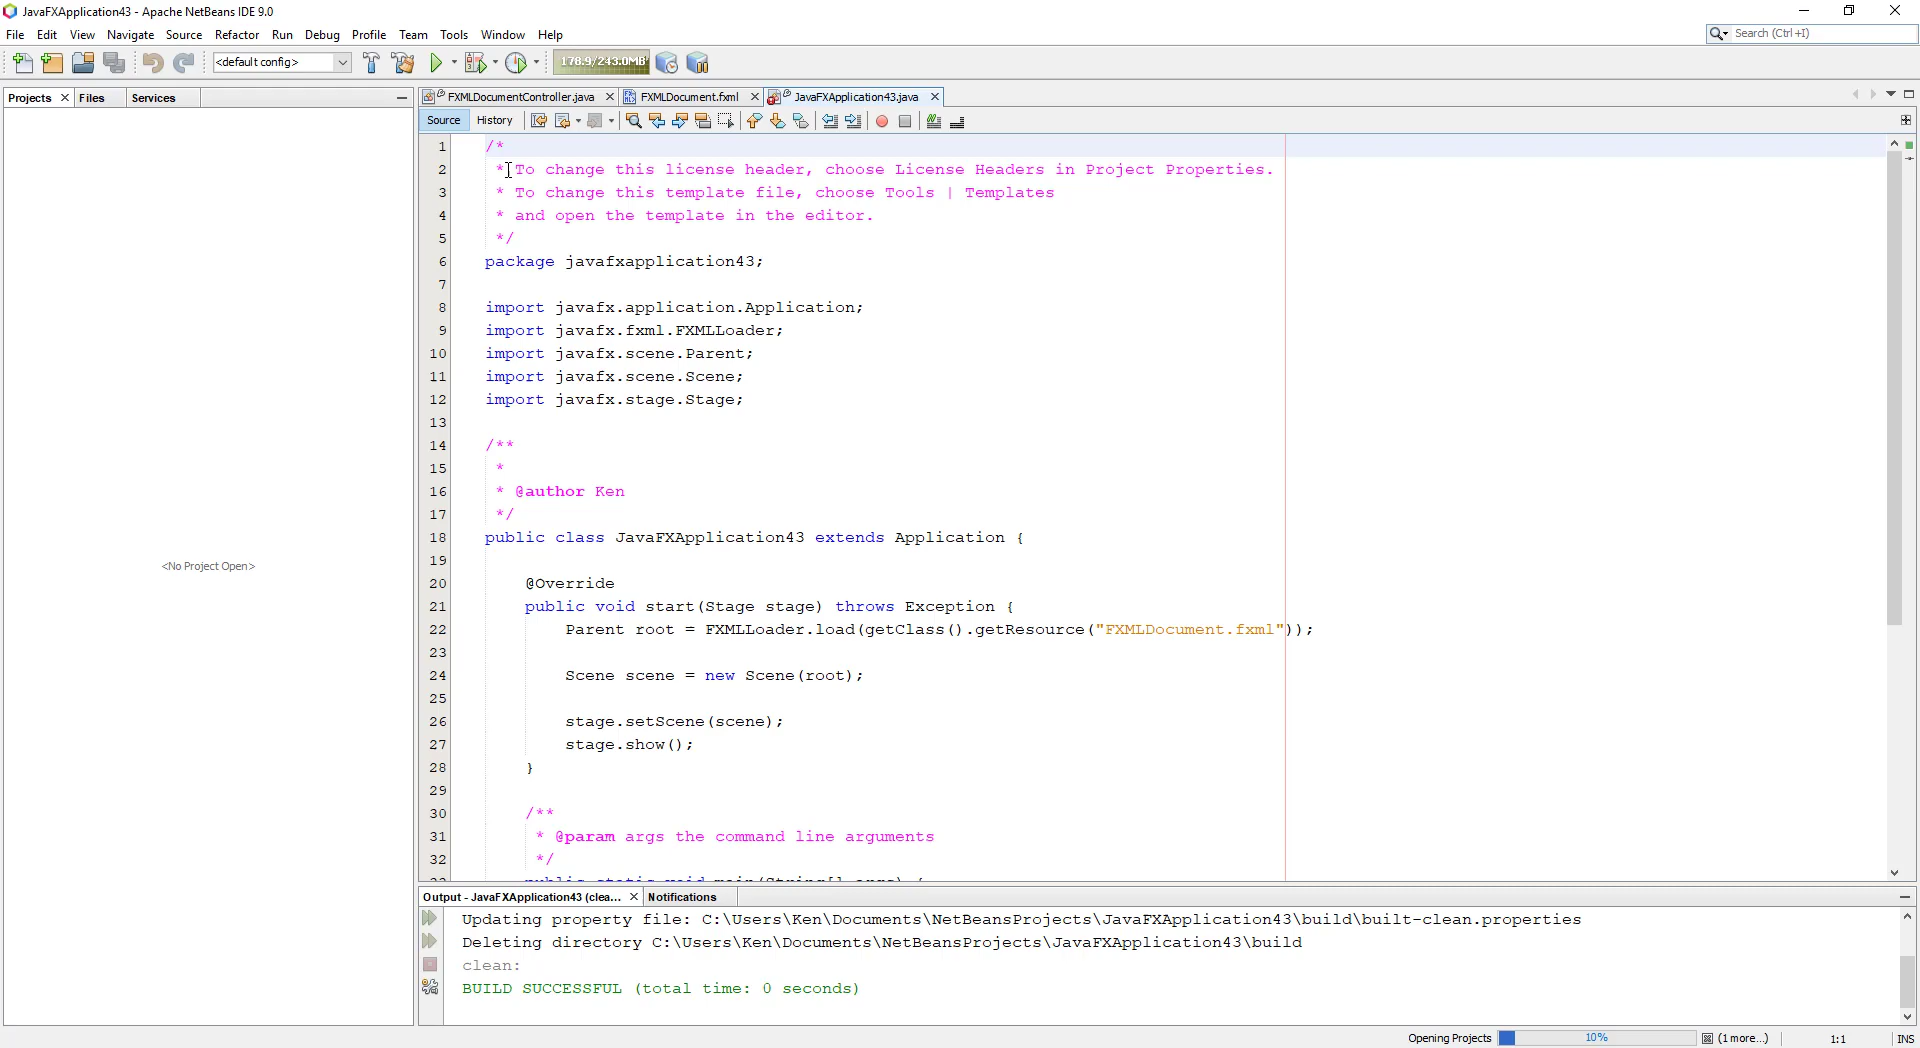 JavaFXApplication43 - Apache NetBeans IDE 9.0
File Edit View Navigate Source Refactor Run Debug Profile Team Tools Window Help
Search (Ctrl+I)
<default config>
178.9/243.0MB
Projects Files Services
FXMLDocumentController.java FXMLDocument.fxml JavaFXApplication43.java
Source History
<No Project Open>
1 /*
2 * To change this license header, choose License Headers in Project Properties.
3 * To change this template file, choose Tools | Templates
4 * and open the template in the editor.
5 */
6 package javafxapplication43;
7
8 import javafx.application.Application;
9 import javafx.fxml.FXMLLoader;
10 import javafx.scene.Parent;
11 import javafx.scene.Scene;
12 import javafx.stage.Stage;
13
14 /**
15 *
16 * @author Ken
17 */
18 public class JavaFXApplication43 extends Application {
19
20 @Override
21 public void start(Stage stage) throws Exception {
22 Parent root = FXMLLoader.load(getClass().getResource("FXMLDocument.fxml"));
23
24 Scene scene = new Scene(root);
25
26 stage.setScene(scene);
27 stage.show();
28 }
29
30 /**
31 * @param args the command line arguments
32 */
Output - JavaFXApplication43 (clea... Notifications
Updating property file: C:\Users\Ken\Documents\NetBeansProjects\JavaFXApplication43\build\built-clean.properties
Deleting directory C:\Users\Ken\Documents\NetBeansProjects\JavaFXApplication43\build
clean:
BUILD SUCCESSFUL (total time: 0 seconds)
Opening Projects 10% (1 more...) 1:1 INS